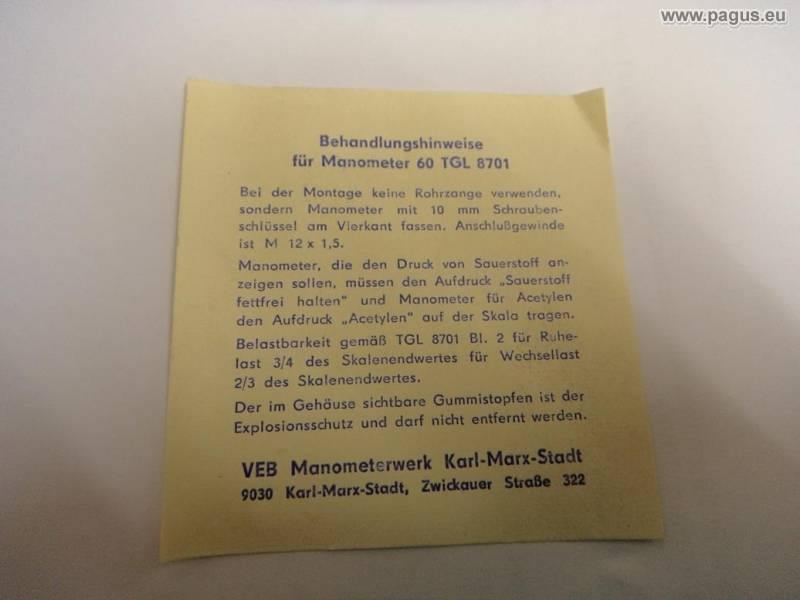 www.pagus.eu
Behandlungshinweise
für Manometer 60 TGL 8701
Bei der Montage keine Rohrzange verwenden,
sondern Manometer mit 10 mm Schrauben-
schlüssel am Vierkant fassen. Anschlußgewinde
ist M 12 x 1,5.
Manometer, die den Druck von Sauerstoff an-
zeigen sollen, müssen den Aufdruck „Sauerstoff
fettfrei halten“ und Manometer für Acetylen
den Aufdruck „Acetylen“ auf der Skala tragen.
Belastbarkeit gemäß TGL 8701 Bl. 2 für Ruhe-
last 3/4 des Skalenendwertes für Wechsellast
2/3 des Skalenendwertes.
Der im Gehäuse sichtbare Gummistopfen ist der
Explosionsschutz und darf nicht entfernt werden.
VEB Manometerwerk Karl-Marx-Stadt
9030 Karl-Marx-Stadt, Zwickauer Straße 322